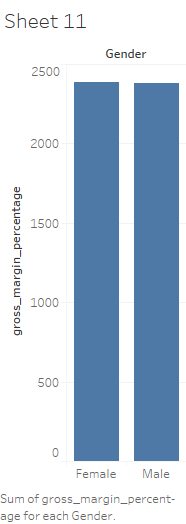 Sheet 11
Gender
2500
2000
1500
1000
500
0
gross_margin_percentage
Female Male
Sum of gross_margin_percent-
age for each Gender.